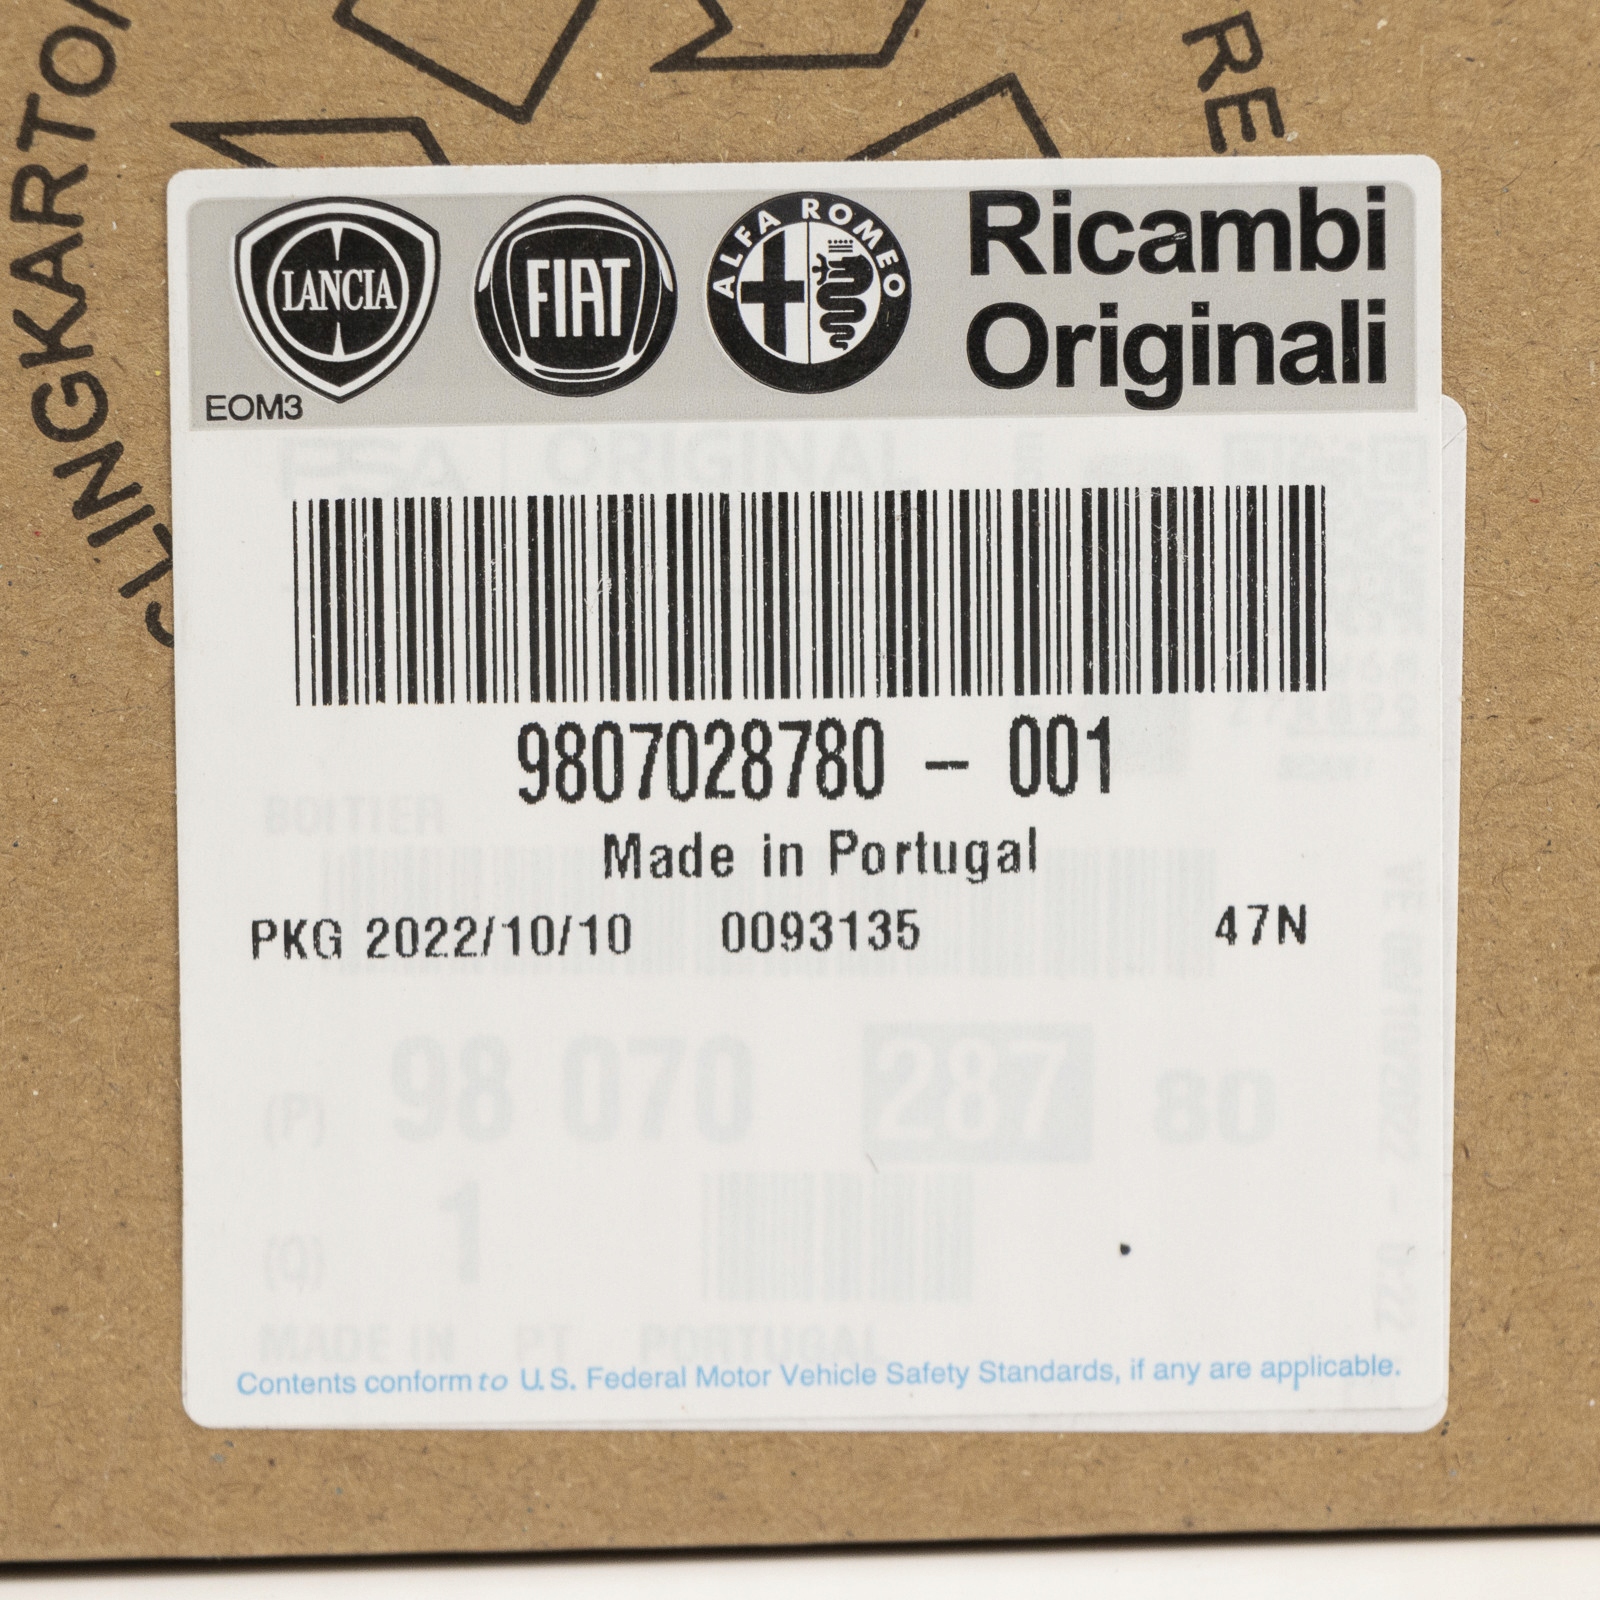 RE
LINGKARTO
LANCIA
FIAT
ALFA ROMEO
Ricambi
Originali
EOM3
PSA ORIGINAL
9807028780 - 001
BOITIER
Made in Portugal
PKG 2022/10/10 0093135 47N
(P) 98 070 287 80
(Q) 1
MADE IN PT PORTUGAL
Contents conform to U.S. Federal Motor Vehicle Safety Standards, if any are applicable.